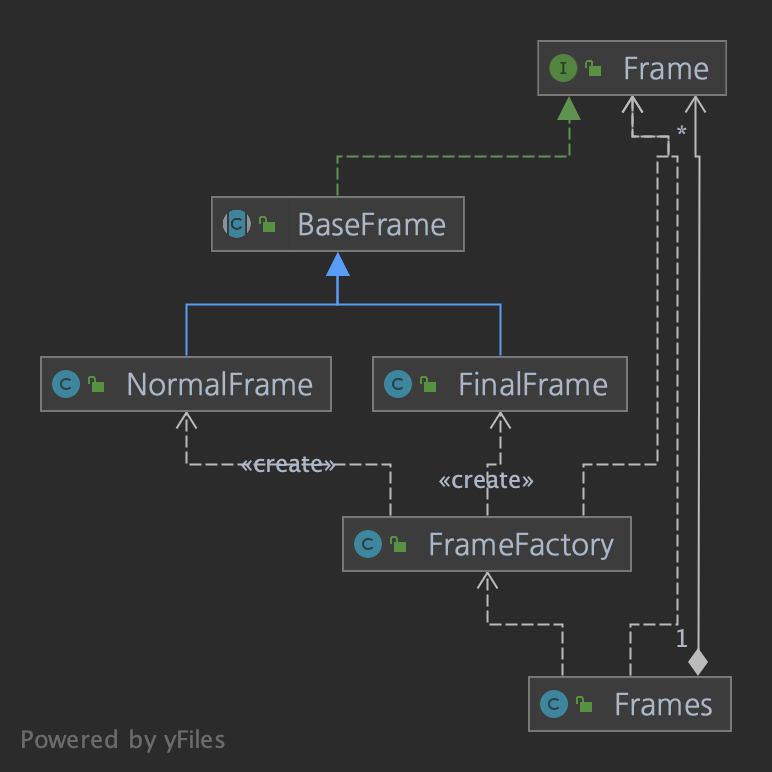 I Frame
*
C BaseFrame
C NormalFrame
C FinalFrame
«create»
«create»
C FrameFactory
1
C Frames
Powered by yFiles